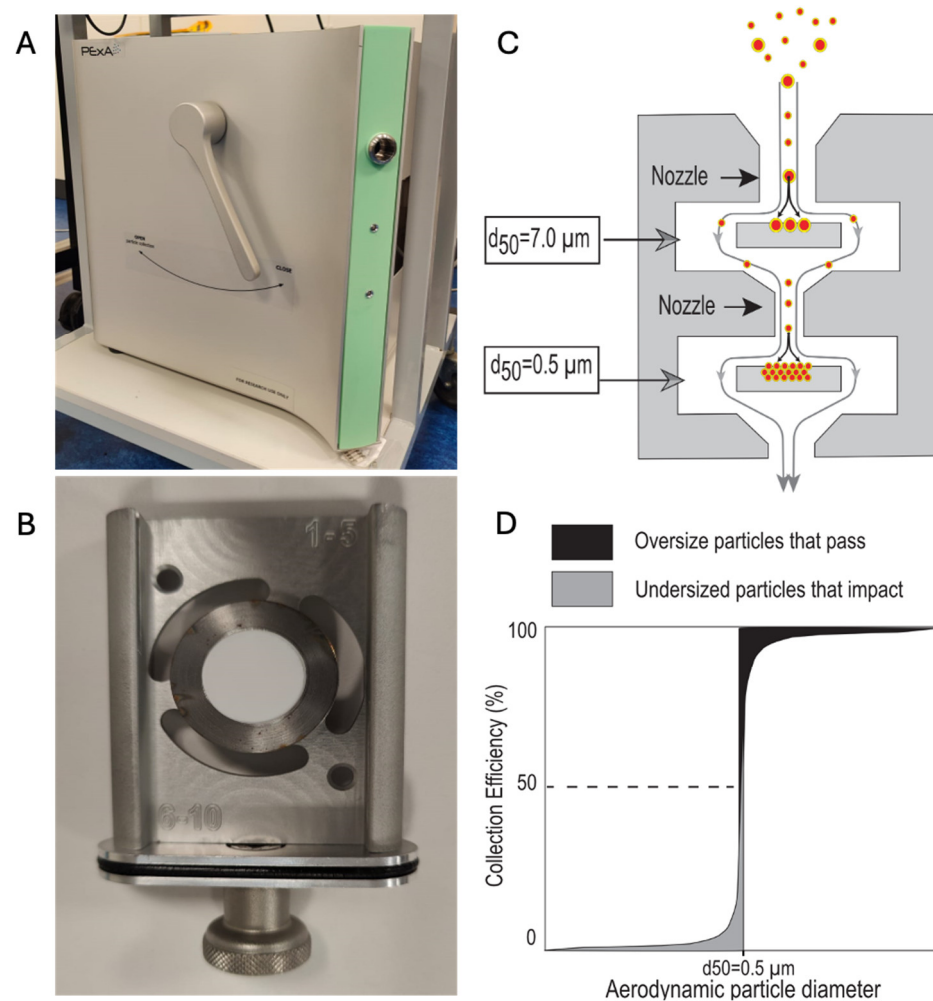 A
PExA
OPEN
particle collection
CLOSE
FOR RESEARCH USE ONLY
B
1-5
6-10
C
Nozzle
d50=7.0 µm
Nozzle
d50=0.5 µm
D
Oversize particles that pass
Undersized particles that impact
100
50
0
Collection Efficiency (%)
d50=0.5 µm
Aerodynamic particle diameter